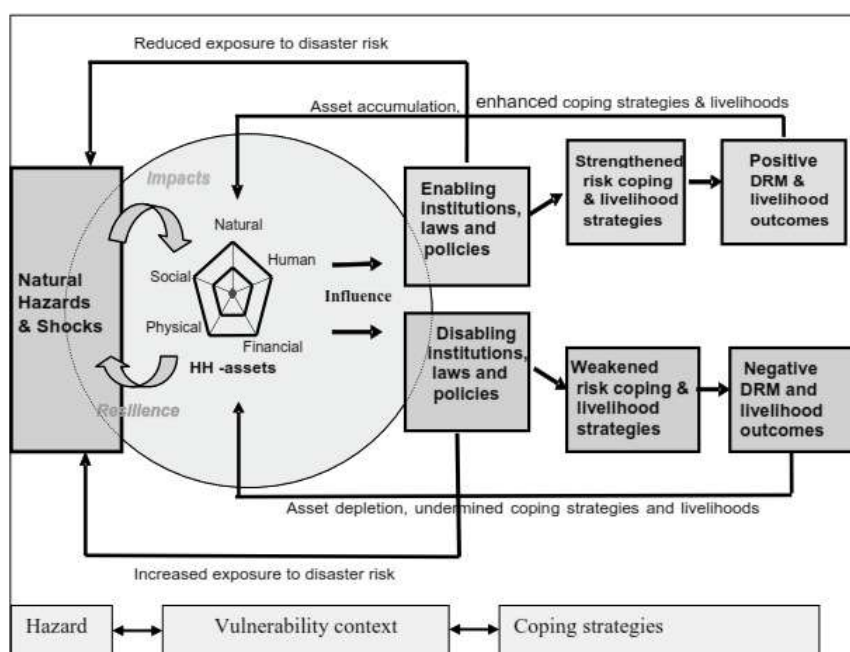 Reduced exposure to disaster risk
Asset accumulation, enhanced coping strategies & livelihoods
Impacts
Natural
Hazards
& Shocks
Natural
Human
Social
Physical
Financial
HH -assets
Resilience
Influence
Enabling
institutions,
laws and
policies
Strengthened
risk coping
& livelihood
strategies
Positive
DRM &
livelihood
outcomes
Disabling
institutions,
laws and
policies
Weakened
risk coping &
livelihood
strategies
Negative
DRM and
livelihood
outcomes
Asset depletion, undermined coping strategies and livelihoods
Increased exposure to disaster risk
Hazard
Vulnerability context
Coping strategies